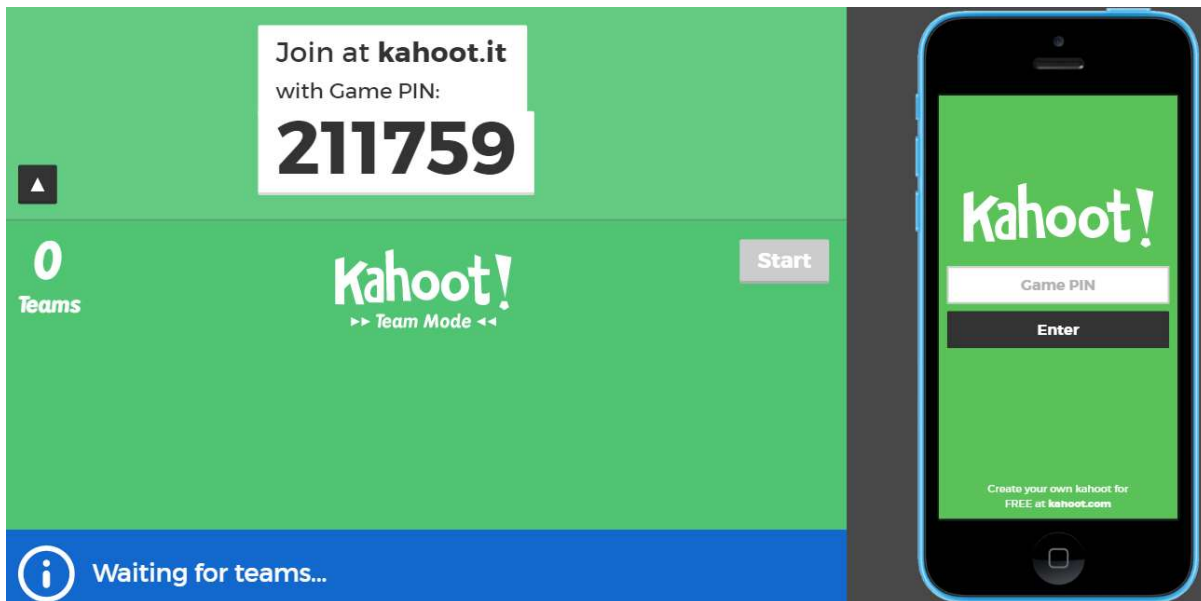 Join at kahoot.it
with Game PIN:
211759
▲
0
Teams
Kahoot!
▸▸ Team Mode ◂◂
Start
Waiting for teams...
Kahoot!
Game PIN
Enter
Create your own kahoot for
FREE at kahoot.com